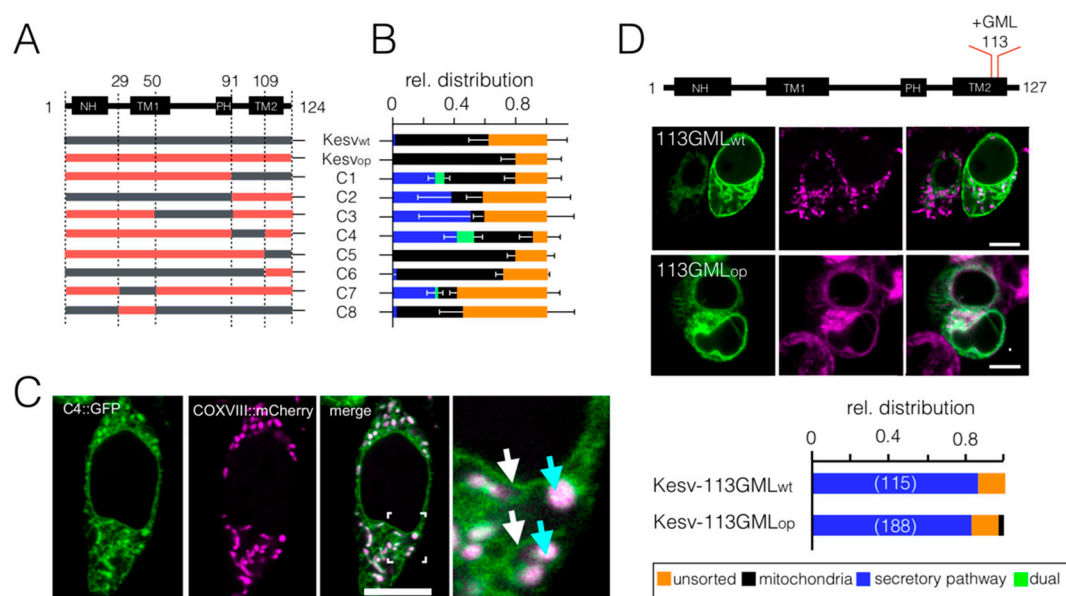 A
B
D
29 50 91 109
1 NH TM1 PH TM2 124
rel. distribution
0 0.4 0.8
Kesvwt
Kesvop
C1
C2
C3
C4
C5
C6
C7
C8
+GML
113
1 NH TM1 PH TM2 127
113GMLwt
113GMLop
C
C4::GFP COXVIII::mCherry merge
rel. distribution
0 0.4 0.8
Kesv-113GMLwt (115)
Kesv-113GMLop (188)
unsorted mitochondria secretory pathway dual